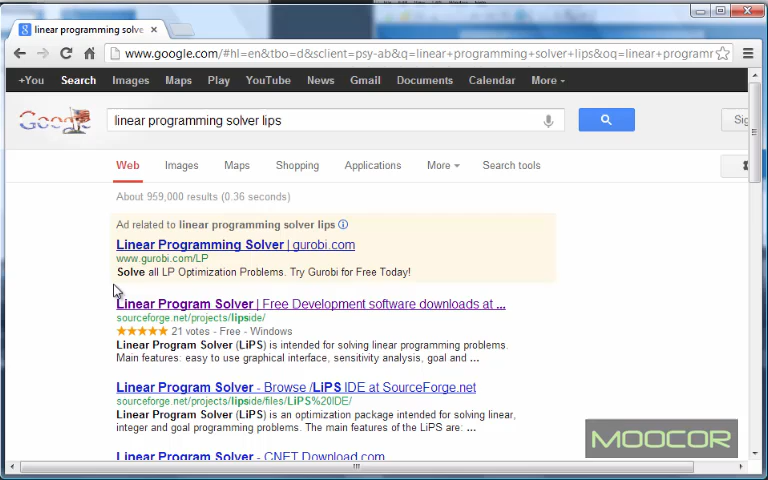 linear programming solve
www.google.com/#hl=en&tbo=d&sclient=psy-ab&q=linear+programming+solver+lips&oq=linear+programr
+You Search Images Maps Play YouTube News Gmail Documents Calendar More
Google
linear programming solver lips
Sig
Web Images Maps Shopping Applications More Search tools
About 959,000 results (0.36 seconds)
Ad related to linear programming solver lips
Linear Programming Solver | gurobi.com
www.gurobi.com/LP
Solve all LP Optimization Problems. Try Gurobi for Free Today!
Linear Program Solver | Free Development software downloads at ...
sourceforge.net/projects/lipside/
21 votes - Free - Windows
Linear Program Solver (LiPS) is intended for solving linear programming problems.
Main features: easy to use graphical interface, sensitivity analysis, goal and ...
Linear Program Solver - Browse /LiPS IDE at SourceForge.net
sourceforge.net/projects/lipside/files/LiPS%20IDE/
Linear Program Solver (LiPS) is an optimization package intended for solving linear,
integer and goal programming problems. The main features of the LiPS are: ...
Linear Program Solver - CNET Download.com
MOOCOR